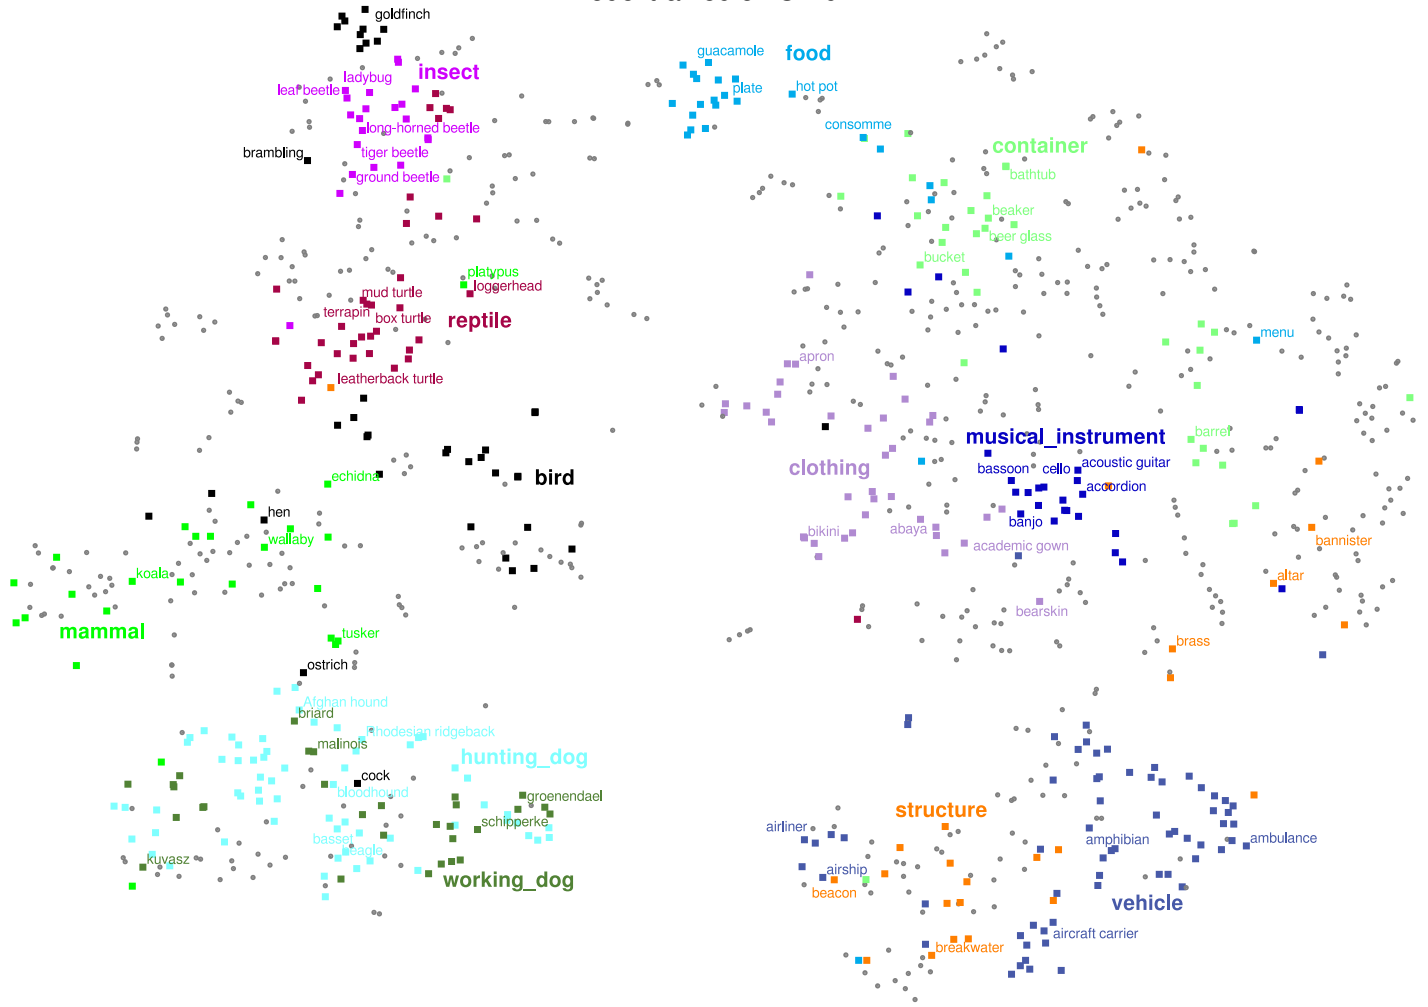 goldfinch
insect
ladybug
leaf beetle
long-horned beetle
brambling
tiger beetle
ground beetle
guacamole
food
plate
hot pot
consomme
container
bathtub
beaker
beer glass
bucket
platypus
loggerhead
mud turtle
terrapin
box turtle
reptile
leatherback turtle
menu
apron
echidna
bird
hen
wallaby
koala
mammal
tusker
ostrich
musical_instrument
clothing
bassoon
cello
acoustic guitar
accordion
banjo
bikini
abaya
academic gown
bearskin
barrel
bannister
altar
brass
Afghan hound
briard
Rhodesian ridgeback
malinois
hunting_dog
cock
bloodhound
groenendael
schipperke
basset
beagle
kuvasz
working_dog
structure
airliner
airship
beacon
amphibian
ambulance
vehicle
aircraft carrier
breakwater